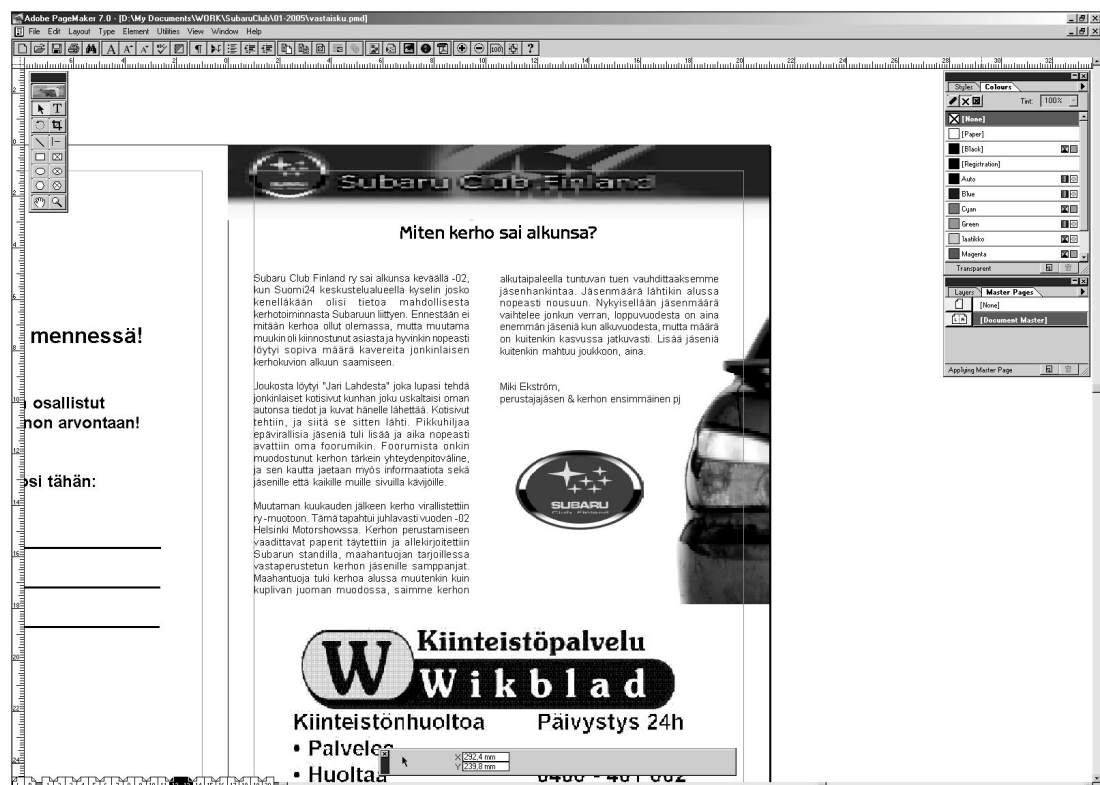 Adobe PageMaker 7.0 - [D:\My Documents\WORK\SubaruClub\01-2005\vastaisku.pmd]
File Edit Layout Type Element Utilities View Window Help
Styles Colours
Tint: 100%
[None]
[Paper]
[Black]
[Registration]
Auto
Blue
Cyan
Green
laatikko
Magenta
Transparent
Layers Master Pages
[None]
[Document Master]
Applying Master Page
mennessä!
osallistut
non arvontaan!
osi tähän:
Subaru Club Finland
Miten kerho sai alkunsa?
Subaru Club Finland ry sai alkunsa keväällä -02,
kun Suomi24 keskustelualueella kyselin josko
kenelläkään olisi tietoa mahdollisesta
kerhotoiminnasta Subaruun liittyen. Ennestään ei
mitään kerhoa ollut olemassa, mutta muutama
muukin oli kiinnostunut asiasta ja hyvinkin nopeasti
löytyi sopiva määrä kavereita jonkinlaisen
kerhokuvion alkuun saamiseen.
Joukosta löytyi "Jari Lahdesta" joka lupasi tehdä
jonkinlaiset kotisivut kunhan joku uskaltaisi oman
autonsa tiedot ja kuvat hänelle lähettää. Kotisivut
tehtiin, ja siitä se sitten lähti. Pikkuhiljaa
epävirallisia jäseniä tuli lisää ja aika nopeasti
avattiin oma foorumikin. Foorumista onkin
muodostunut kerhon tärkein yhteydenpitoväline,
ja sen kautta jaetaan myös informaatiota sekä
jäsenille että kaikille muille sivuilla kävijöille.
Muutaman kuukauden jälkeen kerho virallistettiin
ry -muotoon. Tämä tapahtui juhlavasti vuoden -02
Helsinki Motorshowssa. Kerhon perustamiseen
vaadittavat paperit täytettiin ja allekirjoitettiin
Subarun standilla, maahantuojan tarjoillessa
vastaperustetun kerhon jäsenille samppanjat.
Maahantuoja tuki kerhoa alussa muutenkin kuin
kuplivan juoman muodossa, saimme kerhon
alkutaipaleella tuntuvan tuen vauhdittaaksemme
jäsenhankintaa. Jäsenmäärä lähtikin alussa
nopeasti nousuun. Nykyisellään jäsenmäärä
vaihtelee jonkun verran, loppuvuodesta on aina
enemmän jäseniä kun alkuvuodesta, mutta määrä
on kuitenkin kasvussa jatkuvasti. Lisää jäseniä
kuitenkin mahtuu joukkoon, aina.
Miki Ekström,
perustajajäsen & kerhon ensimmäinen pj
SUBARU
Club Finland
W
Kiinteistöpalvelu
Wikblad
Kiinteistönhuoltoa Päivystys 24h
• Palvelee
• Huoltaa
X 292,4 mm
Y 239,8 mm